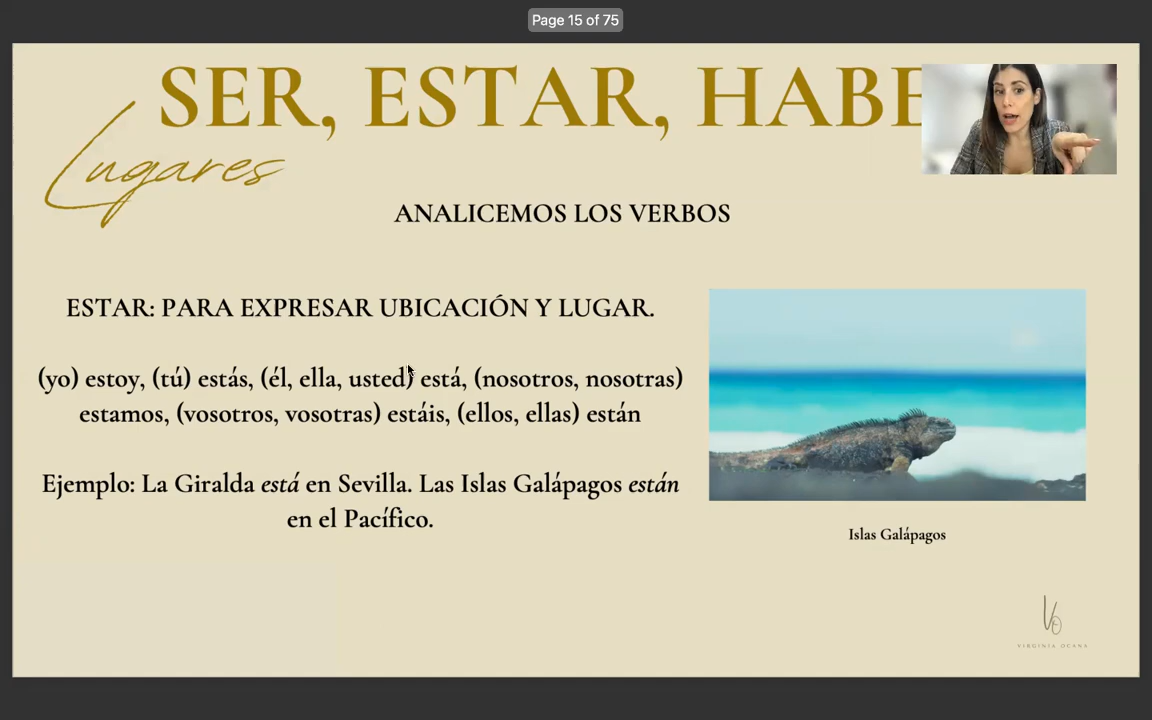 Page 15 of 75
SER, ESTAR, HABE
Lugares
ANALICEMOS LOS VERBOS
ESTAR: PARA EXPRESAR UBICACIÓN Y LUGAR.
(yo) estoy, (tú) estás, (él, ella, usted) está, (nosotros, nosotras)
estamos, (vosotros, vosotras) estáis, (ellos, ellas) están
Ejemplo: La Giralda está en Sevilla. Las Islas Galápagos están
en el Pacífico.
Islas Galápagos
VO
VIRGINIA OCAÑA